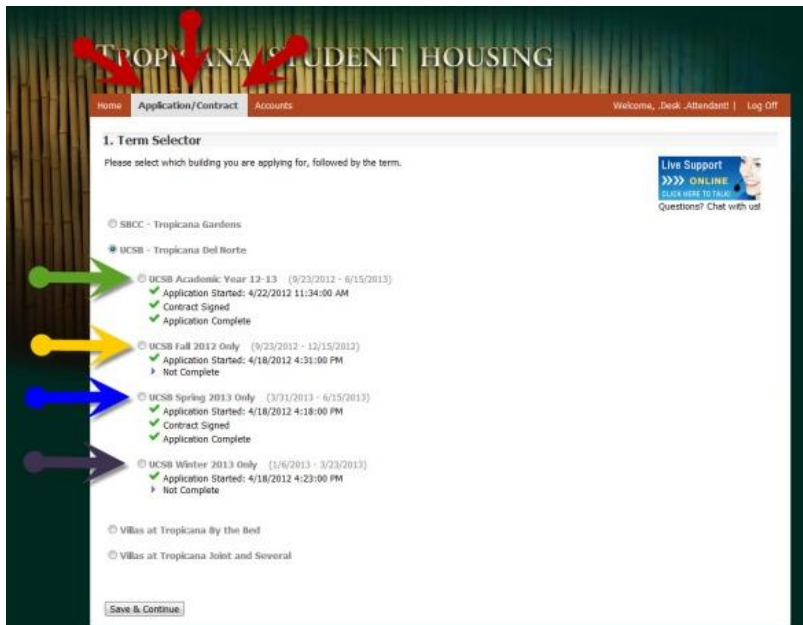 TROPICANA STUDENT HOUSING
Home Application/Contract Accounts Welcome, .Desk .Attendant! | Log Off
1. Term Selector
Please select which building you are applying for, followed by the term.
Live Support
»» ONLINE
CLICK HERE TO TALK!
Questions? Chat with us!
SBCC - Tropicana Gardens
UCSB - Tropicana Del Norte
UCSB Academic Year 12-13 (9/23/2012 - 6/15/2013)
Application Started: 4/22/2012 11:34:00 AM
Contract Signed
Application Complete
UCSB Fall 2012 Only (9/23/2012 - 12/15/2012)
Application Started: 4/18/2012 4:31:00 PM
Not Complete
UCSB Spring 2013 Only (3/31/2013 - 6/15/2013)
Application Started: 4/18/2012 4:18:00 PM
Contract Signed
Application Complete
UCSB Winter 2013 Only (1/6/2013 - 3/23/2013)
Application Started: 4/18/2012 4:23:00 PM
Not Complete
Villas at Tropicana By the Bed
Villas at Tropicana Joint and Several
Save & Continue